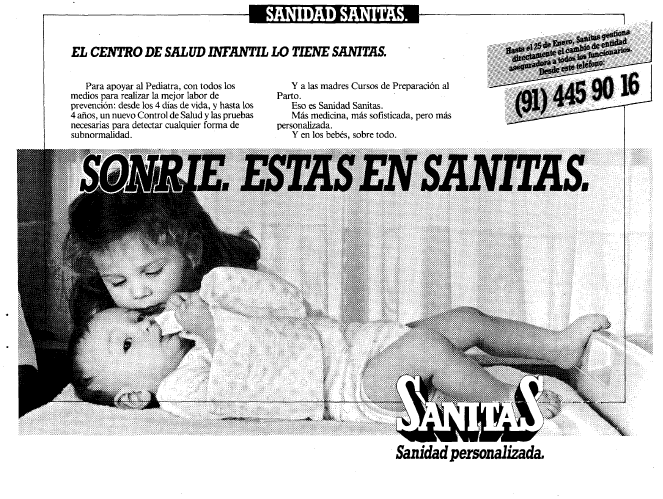 SANIDAD SANITAS.
EL CENTRO DE SALUD INFANTIL LO TIENE SANITAS.
Hasta el 25 de Enero, Sanitas gestiona
directamente el cambio de entidad
aseguradora a todos los funcionarios.
Desde este teléfono:
(91) 445 90 16
Para apoyar al Pediatra, con todos los
medios para realizar la mejor labor de
prevención: desde los 4 días de vida, y hasta los
4 años, un nuevo Control de Salud y las pruebas
necesarias para detectar cualquier forma de
subnormalidad.
Y a las madres Cursos de Preparación al
Parto.
Eso es Sanidad Sanitas.
Más medicina, más sofisticada, pero más
personalizada.
Y en los bebés, sobre todo.
SONRIE. ESTAS EN SANITAS.
SANITAS
Sanidad personalizada.